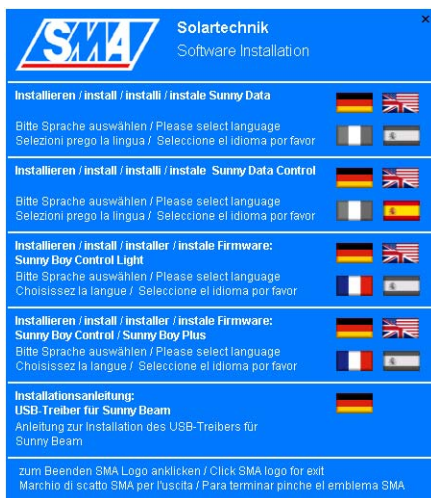 SMA
Solartechnik
Software Installation
Installieren / install / installi / instale Sunny Data
Bitte Sprache auswählen / Please select language
Selezioni prego la lingua / Seleccione el idioma por favor
Installieren / install / installi / instale Sunny Data Control
Bitte Sprache auswählen / Please select language
Selezioni prego la lingua / Seleccione el idioma por favor
Installieren / install / installer / instale Firmware:
Sunny Boy Control Light
Bitte Sprache auswählen / Please select language
Choisissez la langue / Seleccione el idioma por favor
Installieren / install / installer / instale Firmware:
Sunny Boy Control / Sunny Boy Plus
Bitte Sprache auswählen / Please select language
Choisissez la langue / Seleccione el idioma por favor
Installationsanleitung:
USB-Treiber für Sunny Beam
Anleitung zur Installation des USB-Treibers für
Sunny Beam
zum Beenden SMA Logo anklicken / Click SMA logo for exit
Marchio di scatto SMA per l'uscita / Para terminar pinche el emblema SMA